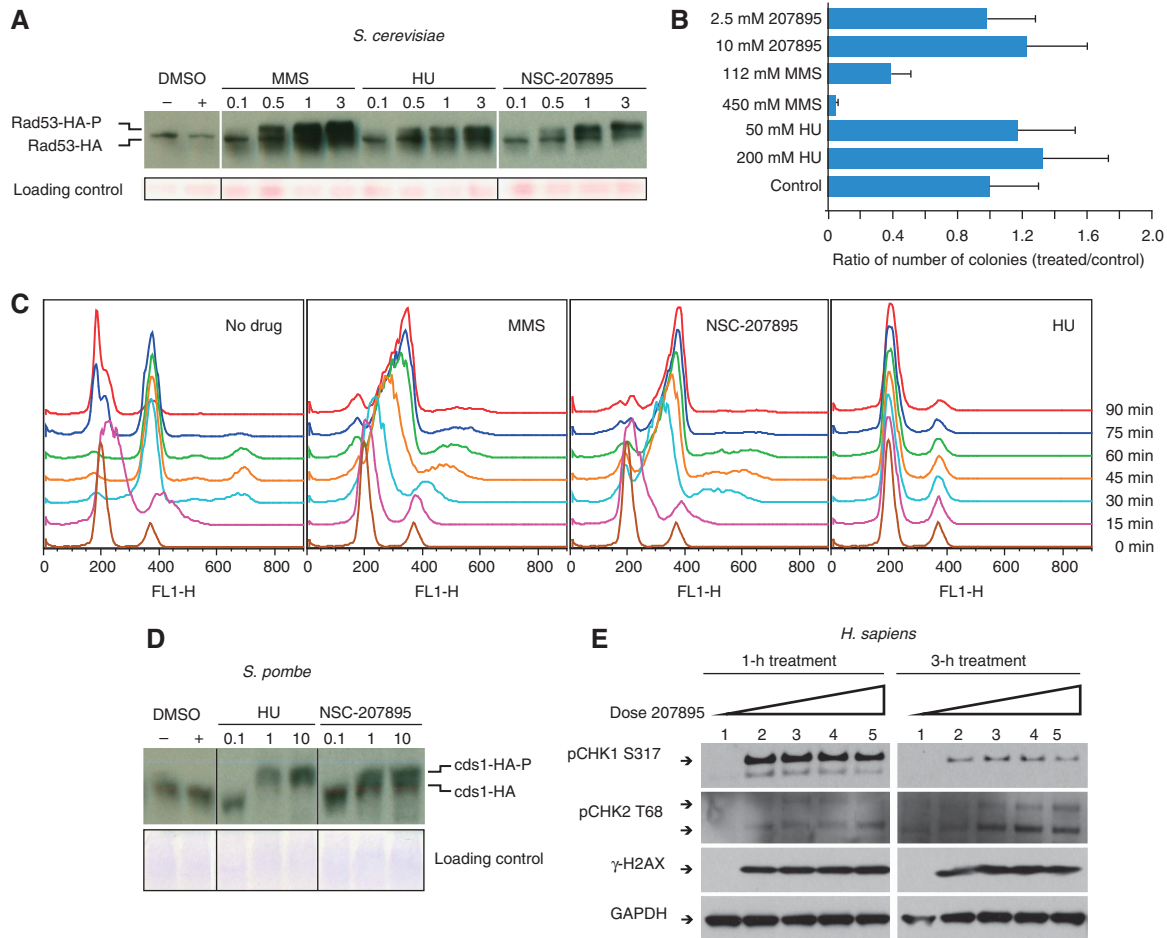 A
S. cerevisiae
DMSO MMS HU NSC-207895
– + 0.1 0.5 1 3 0.1 0.5 1 3 0.1 0.5 1 3
Rad53-HA-P
Rad53-HA
Loading control
B
2.5 mM 207895
10 mM 207895
112 mM MMS
450 mM MMS
50 mM HU
200 mM HU
Control
0 0.4 0.8 1.2 1.6 2.0
Ratio of number of colonies (treated/control)
C
No drug MMS NSC-207895 HU
90 min
75 min
60 min
45 min
30 min
15 min
0 min
0 200 400 600 800 0 200 400 600 800 0 200 400 600 800 0 200 400 600 800
FL1-H FL1-H FL1-H FL1-H
D
S. pombe
DMSO HU NSC-207895
– + 0.1 1 10 0.1 1 10
cds1-HA-P
cds1-HA
Loading control
E
H. sapiens
1-h treatment 3-h treatment
Dose 207895
1 2 3 4 5 1 2 3 4 5
pCHK1 S317
pCHK2 T68
γ-H2AX
GAPDH